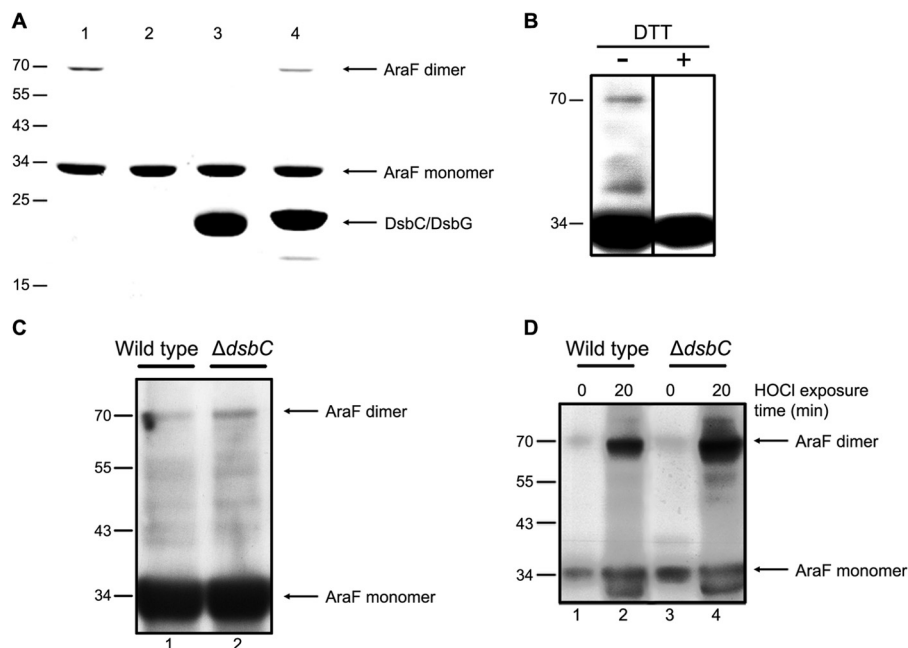 A
1 2 3 4
70
55
43
34
25
15
AraF dimer
AraF monomer
DsbC/DsbG
B
DTT
- +
70
34
C
Wild type ΔdsbC
70
55
43
34
AraF dimer
AraF monomer
1 2
D
Wild type ΔdsbC
0 20 0 20 HOCl exposure
time (min)
70
55
43
34
AraF dimer
AraF monomer
1 2 3 4